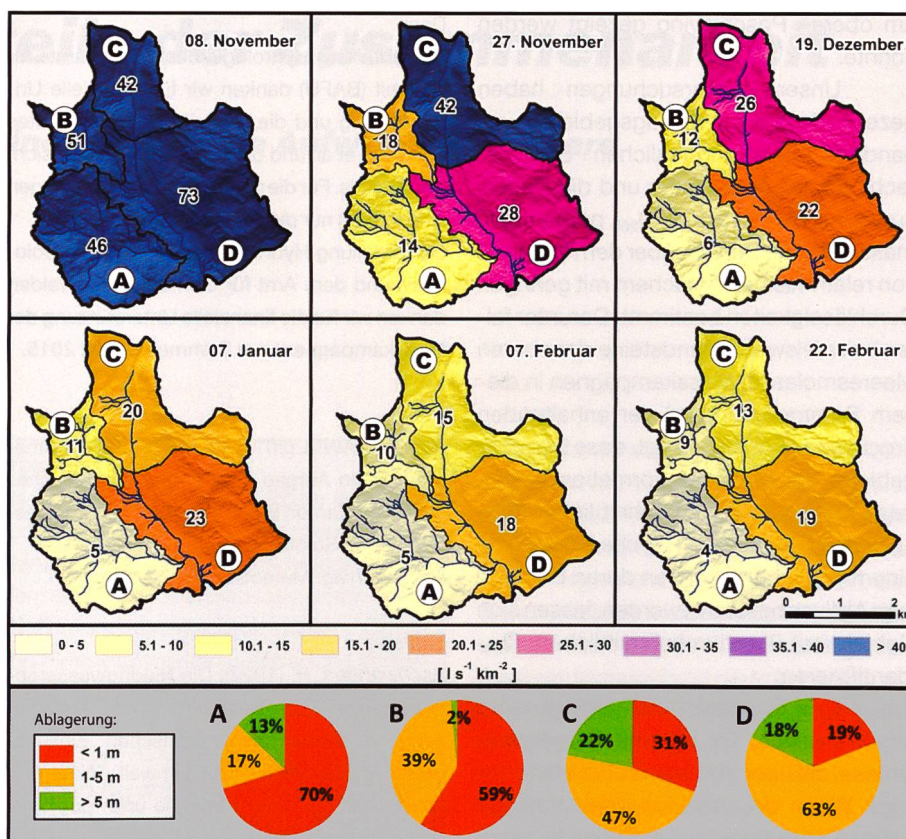 08. November
C
42
B
51
73
46
A
D
27. November
C
42
B
18
28
14
A
D
19. Dezember
C
26
B
12
22
6
A
D
07. Januar
C
20
B
11
23
5
A
D
07. Februar
C
15
B
10
18
5
A
D
22. Februar
C
13
B
9
19
4
A
D
0 1 2
km
0 - 5 5.1 - 10 10.1 - 15 15.1 - 20 20.1 - 25 25.1 - 30 30.1 - 35 35.1 - 40 > 40
[ l s⁻¹ km⁻² ]
Ablagerung:
< 1 m
1-5 m
> 5 m
A
13%
17%
70%
B
2%
39%
59%
C
22%
31%
47%
D
18%
19%
63%